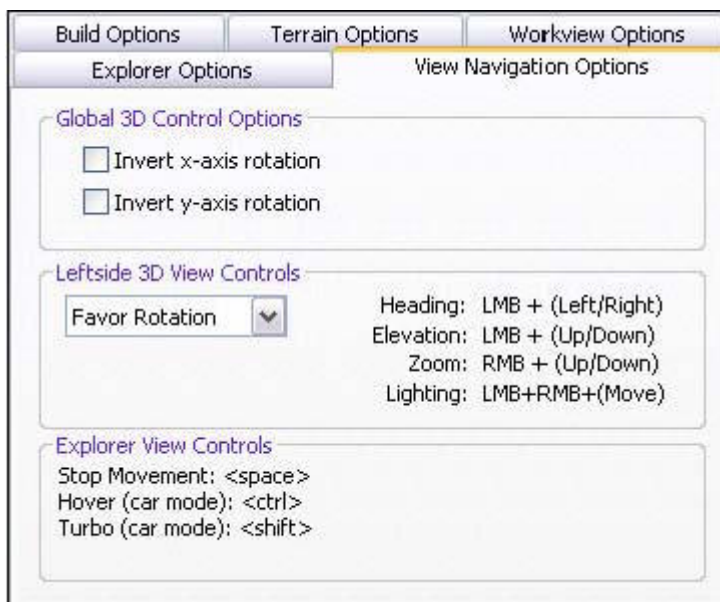 Build Options
Terrain Options
Workview Options
Explorer Options
View Navigation Options
Global 3D Control Options
Invert x-axis rotation
Invert y-axis rotation
Leftside 3D View Controls
Favor Rotation
Heading: LMB + (Left/Right)
Elevation: LMB + (Up/Down)
Zoom: RMB + (Up/Down)
Lighting: LMB+RMB+(Move)
Explorer View Controls
Stop Movement: <space>
Hover (car mode): <ctrl>
Turbo (car mode): <shift>